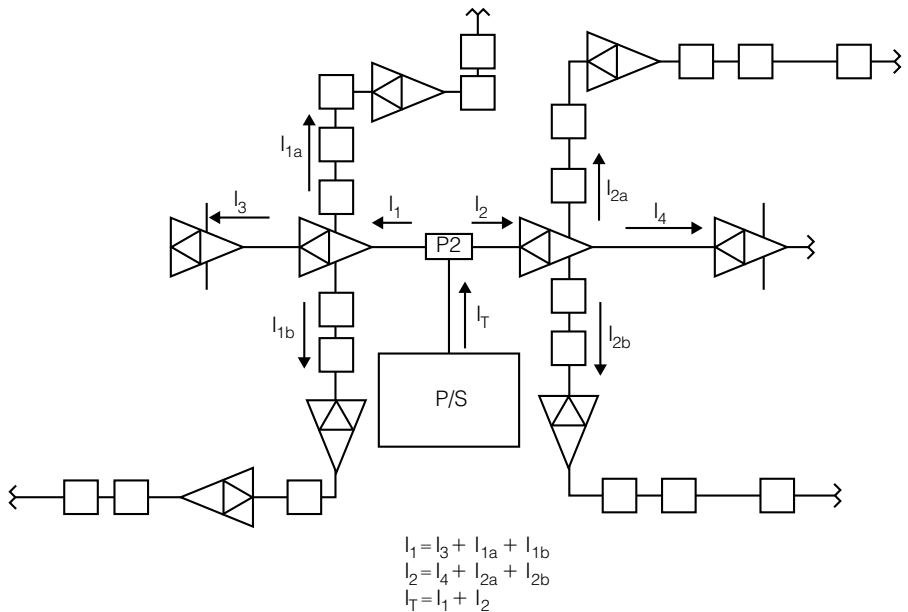 I1a
I3
I1
I2
I2a
I4
P2
I1b
IT
I2b
P/S
I1 = I3 + I1a + I1b
I2 = I4 + I2a + I2b
IT = I1 + I2